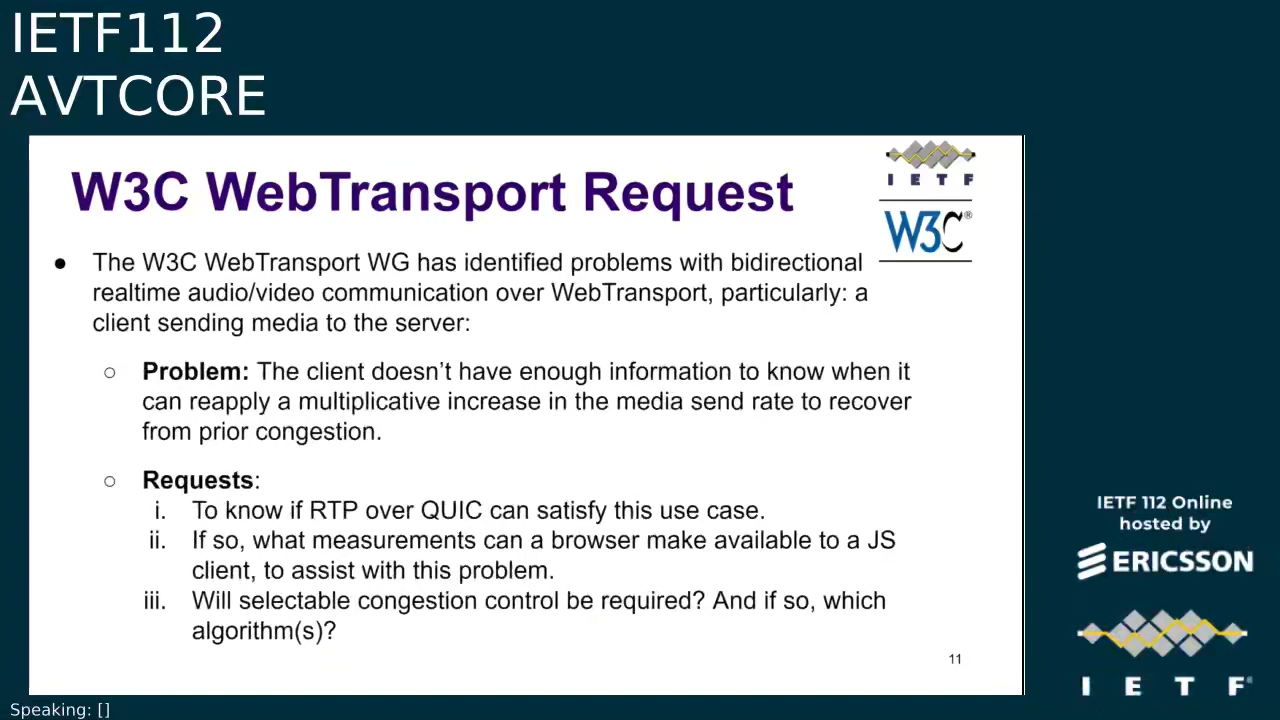 IETF112
AVTCORE
W3C WebTransport Request
I E T F
W3C®
● The W3C WebTransport WG has identified problems with bidirectional
realtime audio/video communication over WebTransport, particularly: a
client sending media to the server:
○ Problem: The client doesn’t have enough information to know when it
can reapply a multiplicative increase in the media send rate to recover
from prior congestion.
○ Requests:
i. To know if RTP over QUIC can satisfy this use case.
ii. If so, what measurements can a browser make available to a JS
client, to assist with this problem.
iii. Will selectable congestion control be required? And if so, which
algorithm(s)?
11
IETF 112 Online
hosted by
ERICSSON
I E T F®
Speaking: []